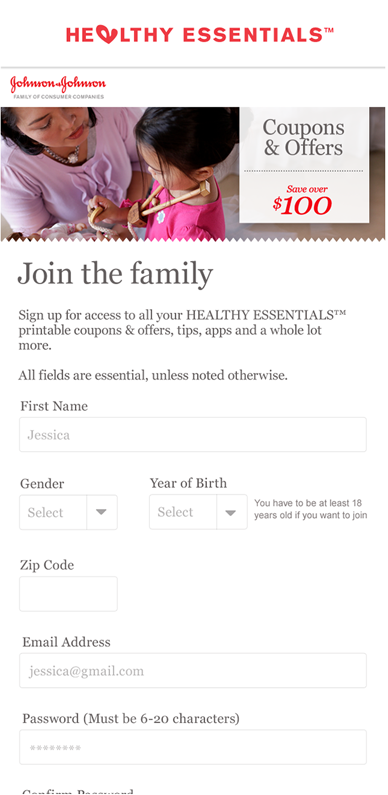 HEALTHY ESSENTIALS™
Johnson & Johnson
FAMILY OF CONSUMER COMPANIES
Coupons
& Offers
Save over
$100
Join the family
Sign up for access to all your HEALTHY ESSENTIALS™
printable coupons & offers, tips, apps and a whole lot
more.
All fields are essential, unless noted otherwise.
First Name
Jessica
Gender
Year of Birth
Select
Select
You have to be at least 18
years old if you want to join
Zip Code
Email Address
jessica@gmail.com
Password (Must be 6-20 characters)
********
Confirm Password